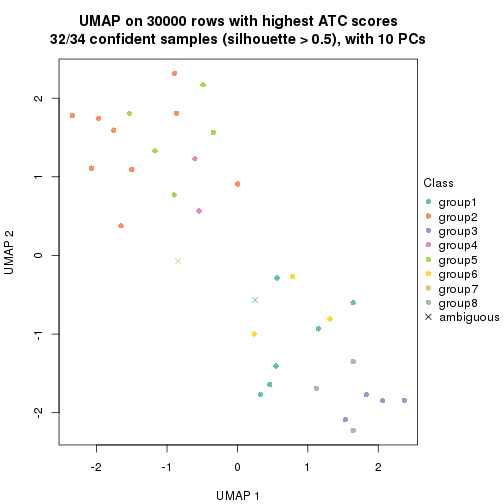 UMAP on 30000 rows with highest ATC scores
32/34 confident samples (silhouette > 0.5), with 10 PCs
UMAP 2
2
1
0
-1
-2
-2
-1
0
1
2
UMAP 1
Class
group1
group2
group3
group4
group5
group6
group7
group8
ambiguous